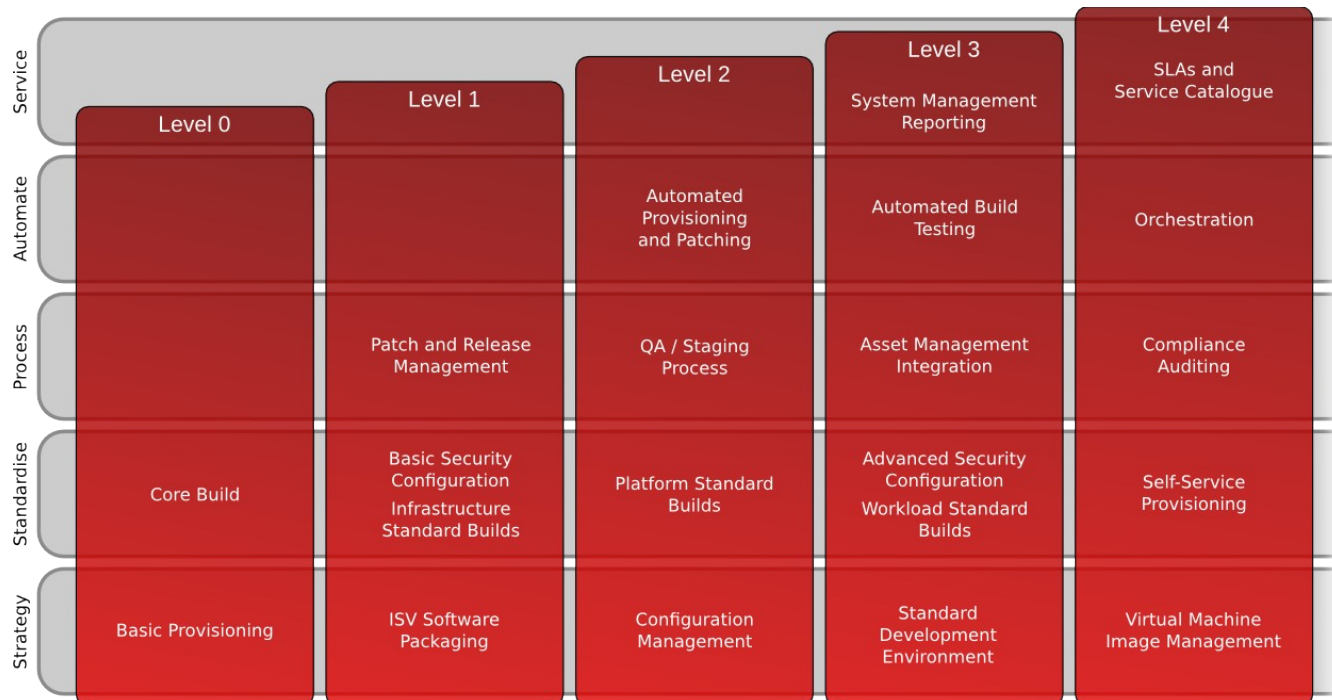 Service
Automate
Process
Standardise
Strategy
Level 0
Core Build
Basic Provisioning
Level 1
Patch and Release
Management
Basic Security
Configuration
Infrastructure
Standard Builds
ISV Software
Packaging
Level 2
Automated
Provisioning
and Patching
QA / Staging
Process
Platform Standard
Builds
Configuration
Management
Level 3
System Management
Reporting
Automated Build
Testing
Asset Management
Integration
Advanced Security
Configuration
Workload Standard
Builds
Standard
Development
Environment
Level 4
SLAs and
Service Catalogue
Orchestration
Compliance
Auditing
Self-Service
Provisioning
Virtual Machine
Image Management